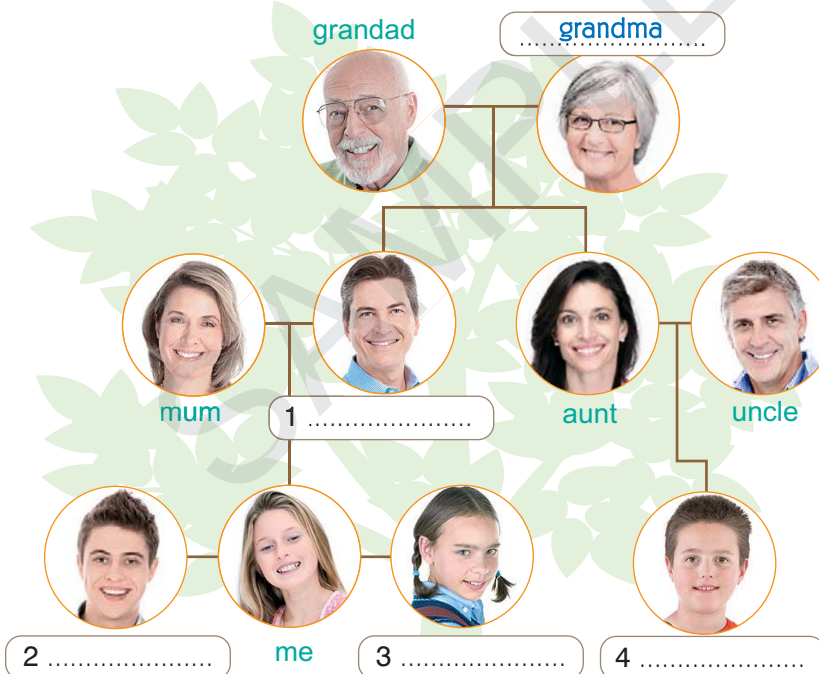 grandad
grandma
mum
1 ......................
aunt
uncle
2 ......................
me
3 ......................
4 ......................
SAMPLE